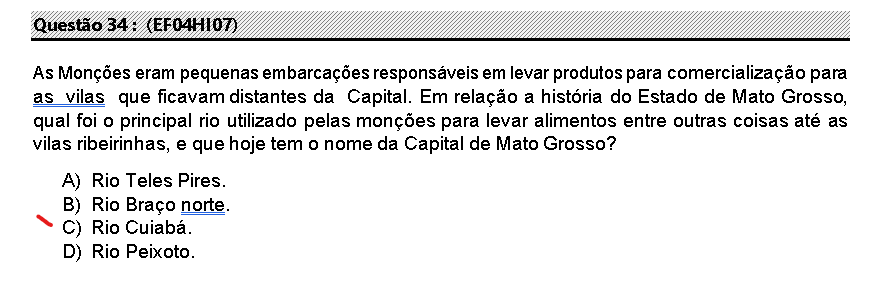 Questão 34 : (EF04HI07)
As Monções eram pequenas embarcações responsáveis em levar produtos para comercialização para
as vilas que ficavam distantes da Capital. Em relação a história do Estado de Mato Grosso,
qual foi o principal rio utilizado pelas monções para levar alimentos entre outras coisas até as
vilas ribeirinhas, e que hoje tem o nome da Capital de Mato Grosso?
A) Rio Teles Pires.
B) Rio Braço norte.
C) Rio Cuiabá.
D) Rio Peixoto.